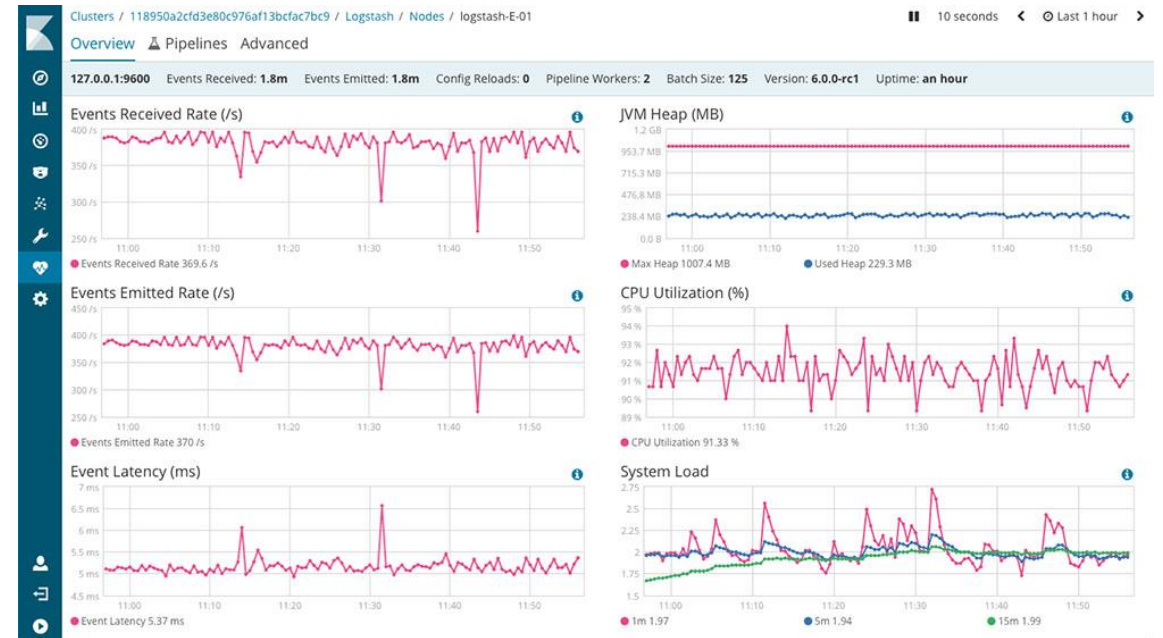 Clusters / 118950a2cfd3e80c976af13bcfac7bc9 / Logstash / Nodes / logstash-E-01
10 seconds
Last 1 hour
Overview Pipelines Advanced
127.0.0.1:9600 Events Received: 1.8m Events Emitted: 1.8m Config Reloads: 0 Pipeline Workers: 2 Batch Size: 125 Version: 6.0.0-rc1 Uptime: an hour
Events Received Rate (/s)
400 /s
350 /s
300 /s
250 /s
11:00 11:10 11:20 11:30 11:40 11:50
Events Received Rate 369.6 /s
JVM Heap (MB)
1.2 GB
953.7 MB
715.3 MB
476.8 MB
238.4 MB
0.0 B
11:00 11:10 11:20 11:30 11:40 11:50
Max Heap 1007.4 MB Used Heap 229.3 MB
Events Emitted Rate (/s)
450 /s
400 /s
350 /s
300 /s
250 /s
11:00 11:10 11:20 11:30 11:40 11:50
Events Emitted Rate 370 /s
CPU Utilization (%)
95 %
94 %
93 %
92 %
91 %
90 %
89 %
11:00 11:10 11:20 11:30 11:40 11:50
CPU Utilization 91.33 %
Event Latency (ms)
7 ms
6.5 ms
6 ms
5.5 ms
5 ms
4.5 ms
11:00 11:10 11:20 11:30 11:40 11:50
Event Latency 5.37 ms
System Load
2.75
2.5
2.25
2
1.75
1.5
11:00 11:10 11:20 11:30 11:40 11:50
1m 1.97 5m 1.94 15m 1.99